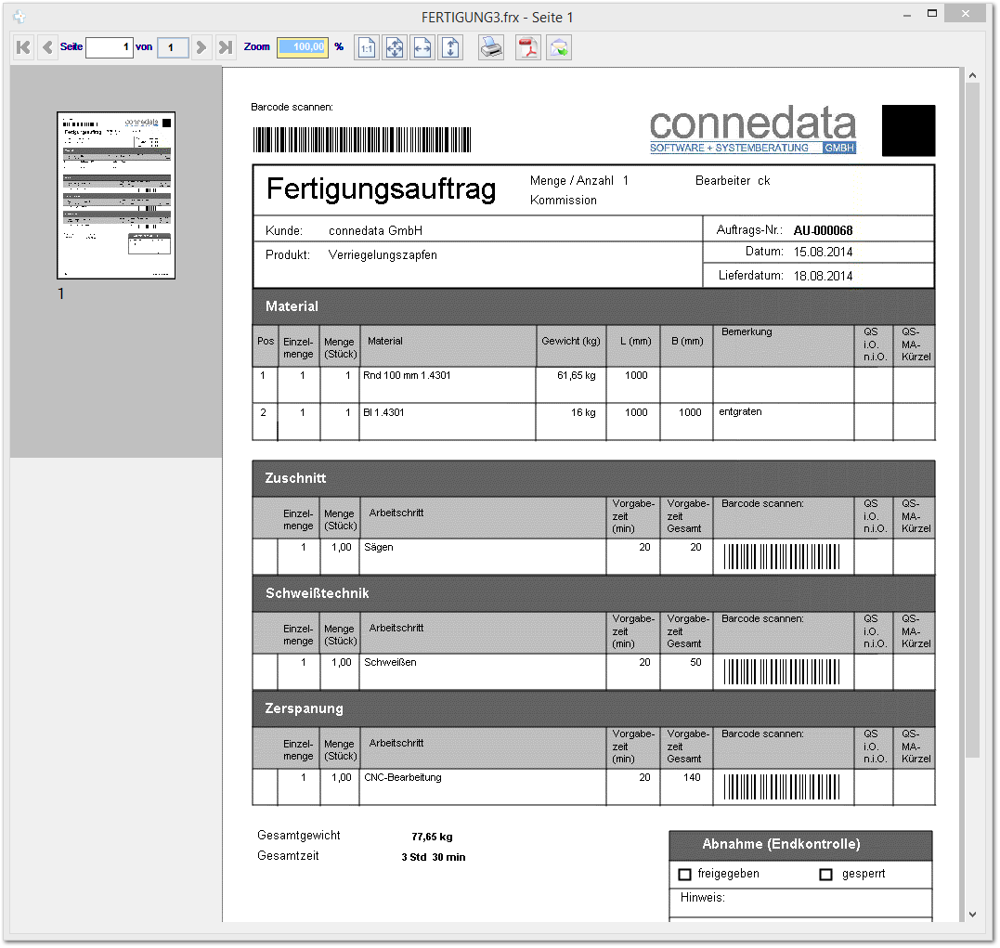 FERTIGUNG3.frx - Seite 1
Seite 1 von 1 Zoom 100,00 %
1:1
1
Barcode scannen:
connedata
SOFTWARE + SYSTEMBERATUNG GMBH
Fertigungsauftrag
Menge / Anzahl 1 Bearbeiter ck
Kommission
Kunde: connedata GmbH
Produkt: Verriegelungszapfen
Auftrags-Nr.: AU-000068
Datum: 15.08.2014
Lieferdatum: 18.08.2014
Material
Pos Einzel-menge Menge (Stück) Material Gewicht (kg) L (mm) B (mm) Bemerkung QS i.O. n.i.O. QS-MA-Kürzel
1 1 1 Rnd 100 mm 1.4301 61,65 kg 1000
2 1 1 Bl 1.4301 16 kg 1000 1000 entgraten
Zuschnitt
Einzel-menge Menge (Stück) Arbeitschritt Vorgabe-zeit (min) Vorgabe-zeit Gesamt Barcode scannen: QS i.O. n.i.O. QS-MA-Kürzel
1 1,00 Sägen 20 20
Schweißtechnik
Einzel-menge Menge (Stück) Arbeitschritt Vorgabe-zeit (min) Vorgabe-zeit Gesamt Barcode scannen: QS i.O. n.i.O. QS-MA-Kürzel
1 1,00 Schweißen 20 50
Zerspanung
Einzel-menge Menge (Stück) Arbeitschritt Vorgabe-zeit (min) Vorgabe-zeit Gesamt Barcode scannen: QS i.O. n.i.O. QS-MA-Kürzel
1 1,00 CNC-Bearbeitung 20 140
Gesamtgewicht 77,65 kg
Gesamtzeit 3 Std 30 min
Abnahme (Endkontrolle)
freigegeben gesperrt
Hinweis: